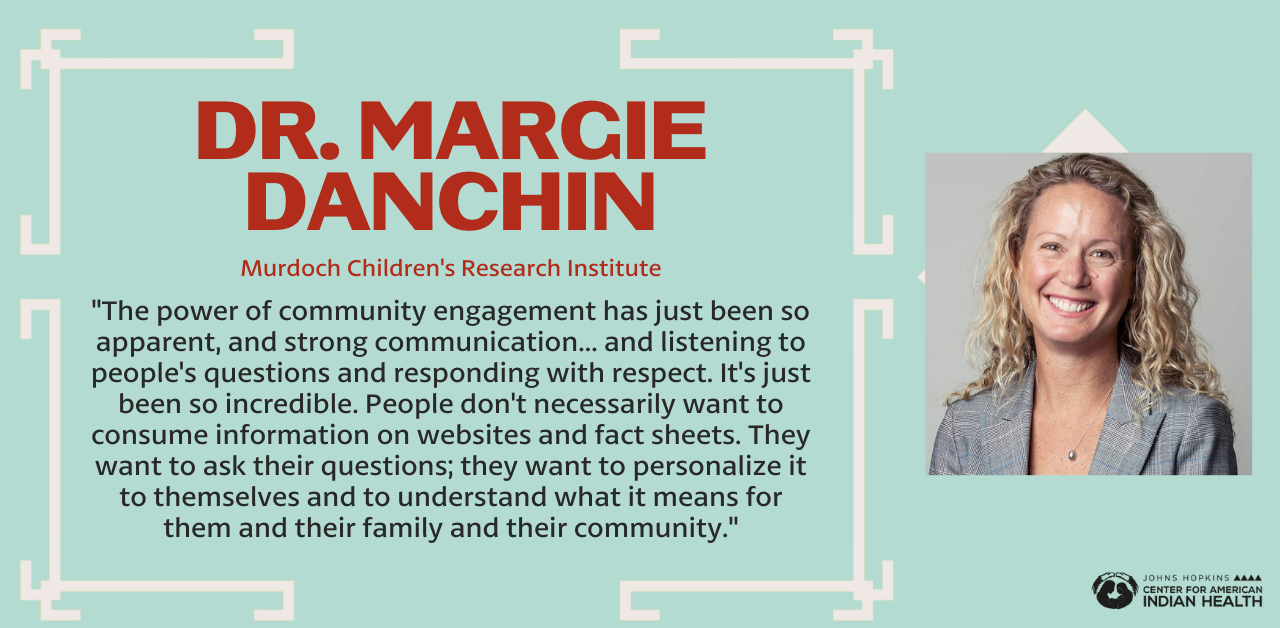 DR. MARGIE
DANCHIN
Murdoch Children's Research Institute
"The power of community engagement has just been so
apparent, and strong communication... and listening to
people's questions and responding with respect. It's just
been so incredible. People don't necessarily want to
consume information on websites and fact sheets. They
want to ask their questions; they want to personalize it
to themselves and to understand what it means for
them and their family and their community."
JOHNS HOPKINS
CENTER FOR AMERICAN
INDIAN HEALTH